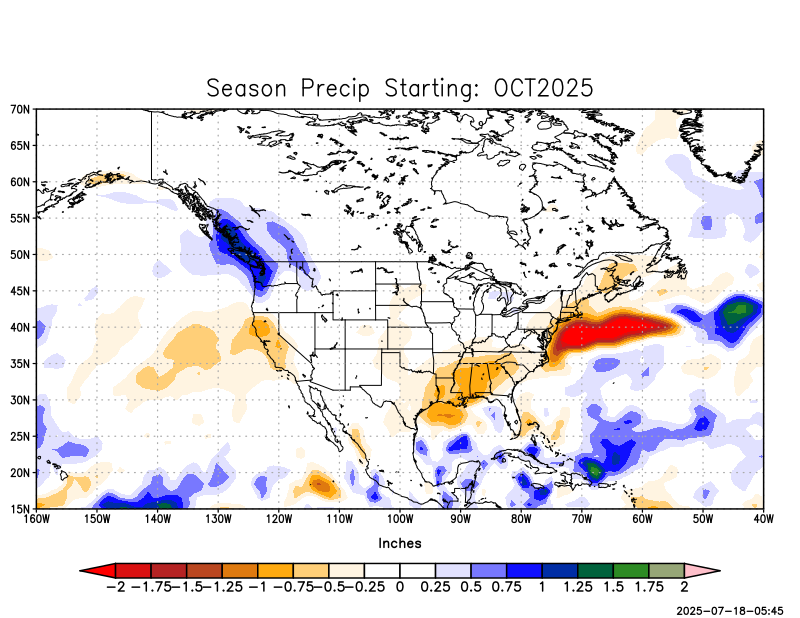 Season Precip Starting: OCT2025
70N
65N
60N
55N
50N
45N
40N
35N
30N
25N
20N
15N
160W 150W 140W 130W 120W 110W 100W 90W 80W 70W 60W 50W 40W
Inches
-2 -1.75 -1.5 -1.25 -1 -0.75 -0.5 -0.25 0 0.25 0.5 0.75 1 1.25 1.5 1.75 2
2025-07-18-05:45